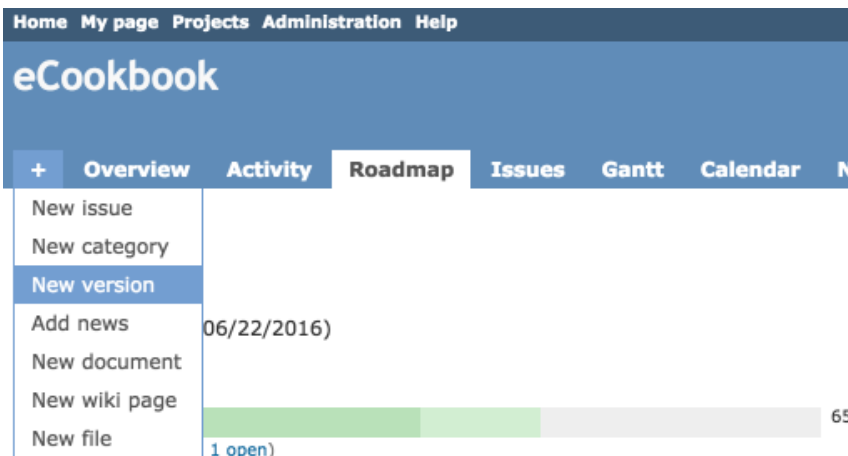 Home My page Projects Administration Help
eCookbook
+ Overview Activity Roadmap Issues Gantt Calendar
New issue
New category
New version
Add news
06/22/2016)
New document
New wiki page
65
New file
1 open)